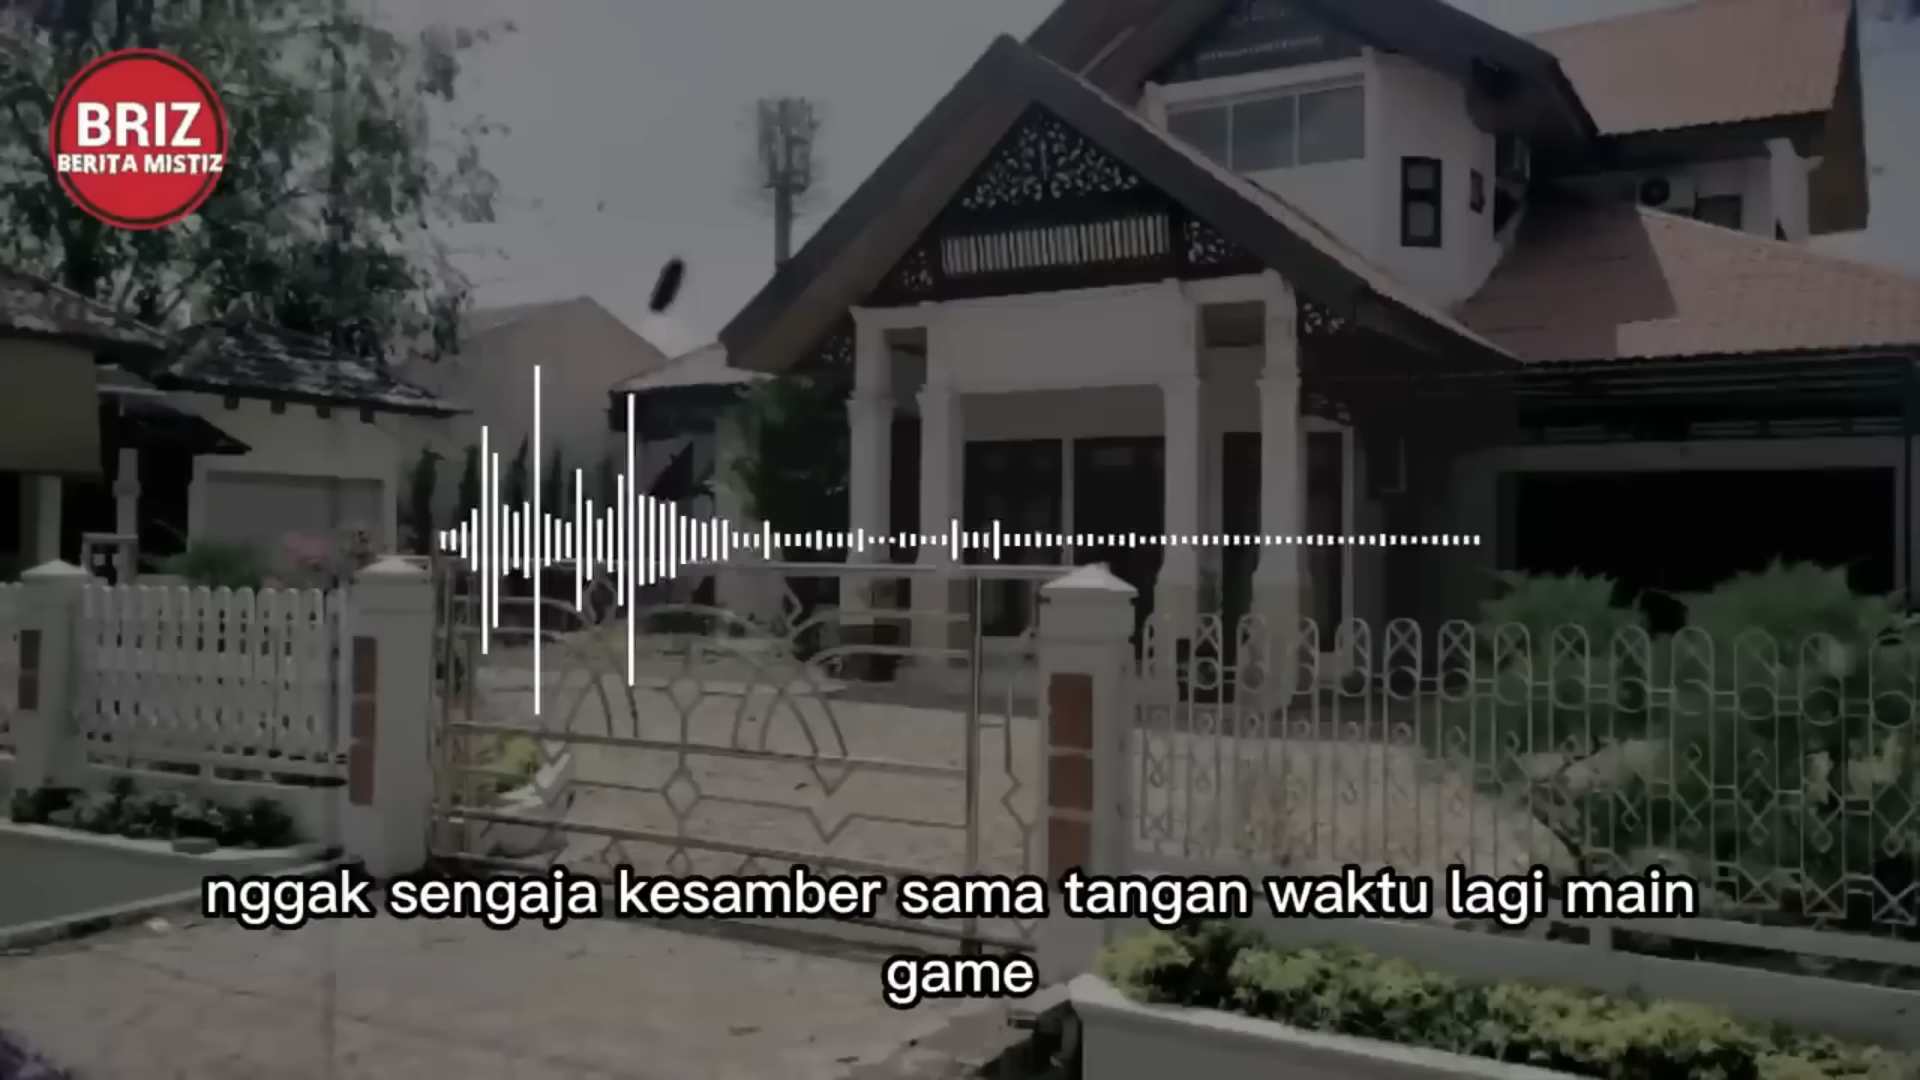 BRIZ
BERITA MISTIZ
nggak sengaja kesamber sama tangan waktu lagi main
game